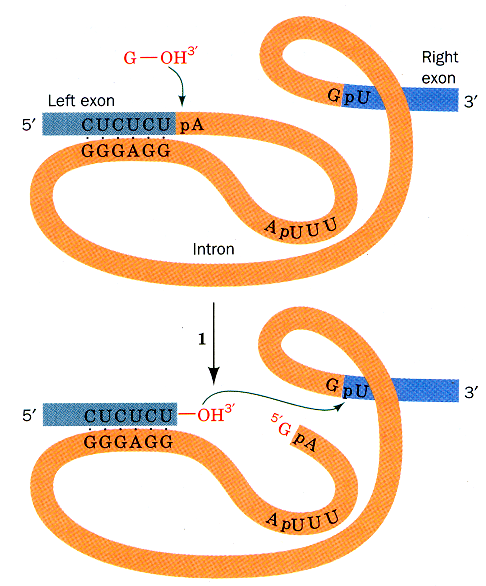 G—OH3′
Right
exon
Left exon
GpU
3′
5′
CUCUCU
pA
GGGAGG
ApUUU
Intron
1
GpU
3′
5′
CUCUCU
—OH3′
5′G
pA
GGGAGG
ApUUU